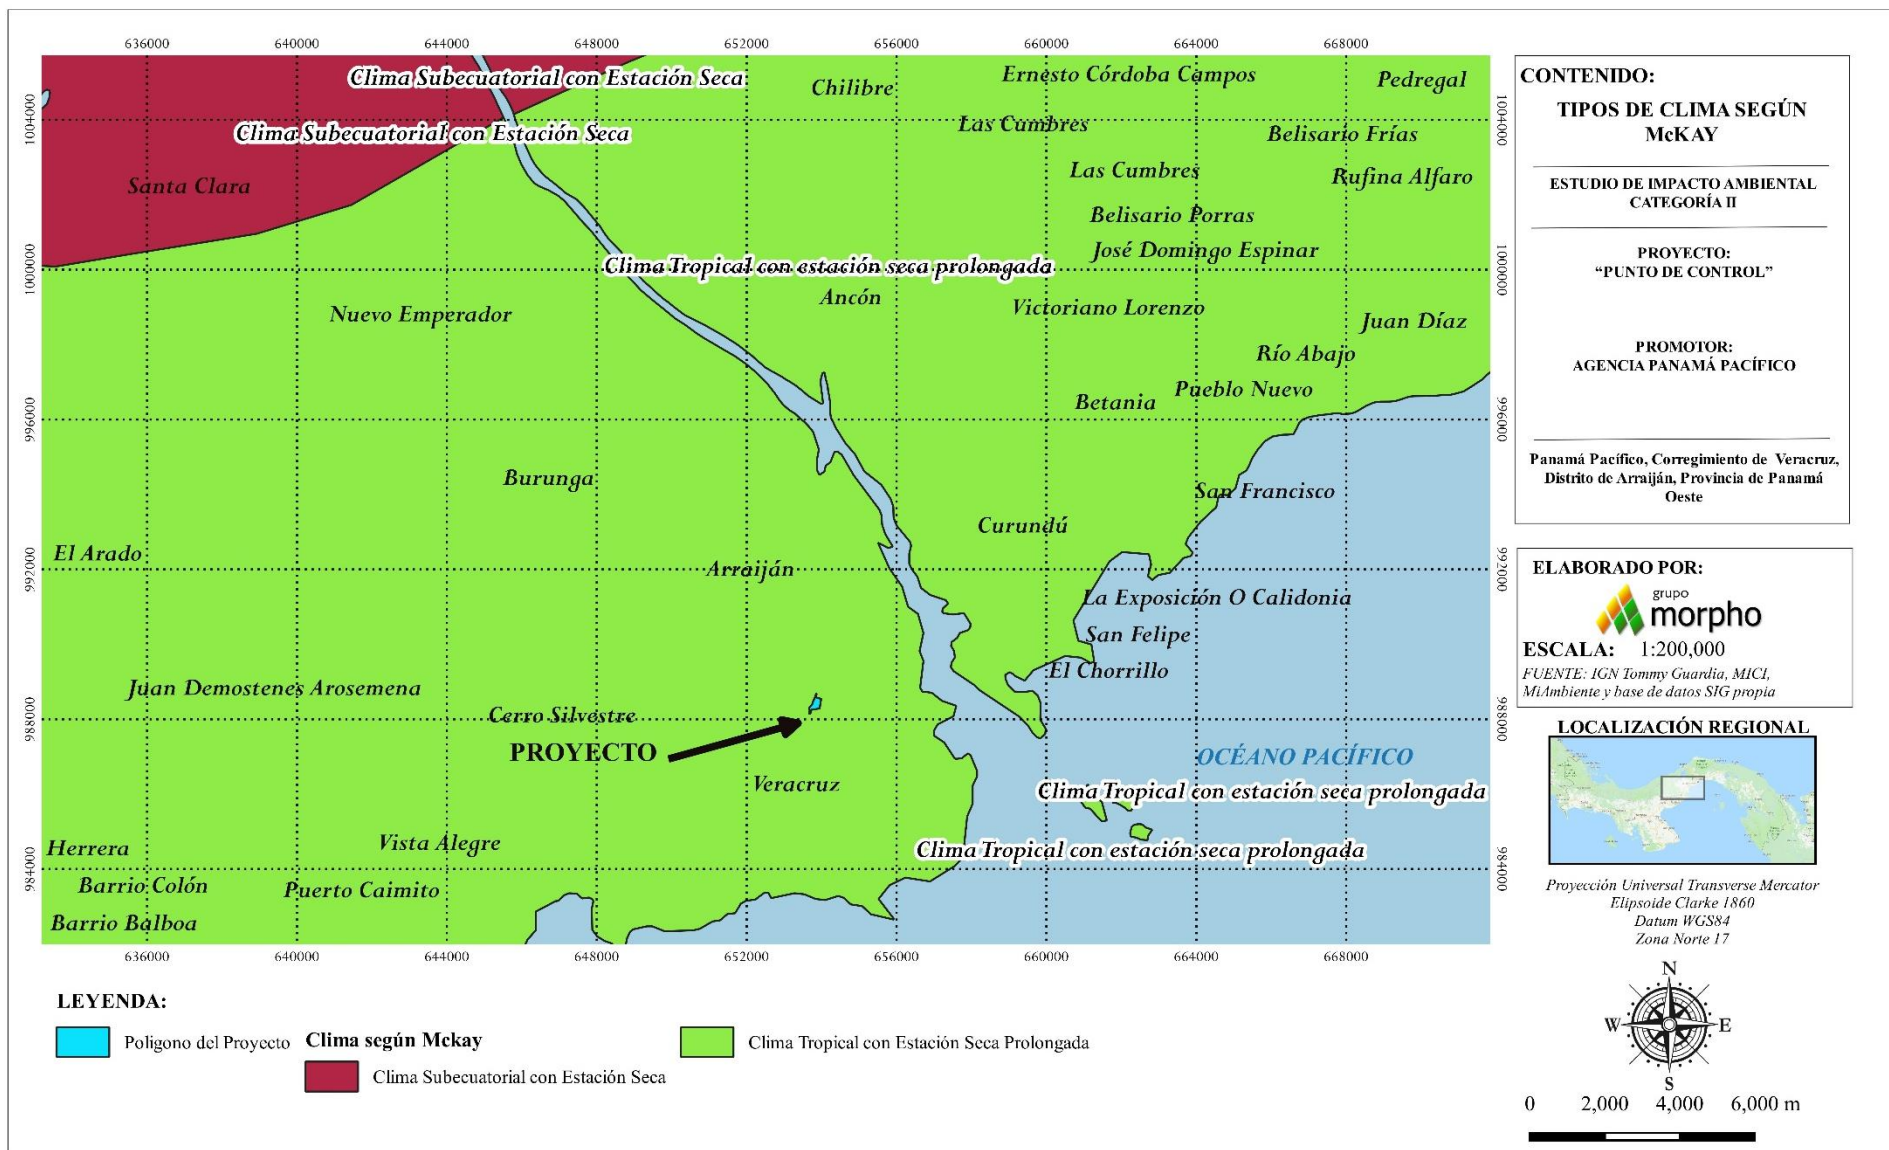 636000 640000 644000 648000 652000 656000 660000 664000 668000
Clima Subecuatorial con Estación Seca
Chilibre
Ernesto Córdoba Campos
Pedregal
1004000
Clima Subecuatorial con Estación Seca
Las Cumbres
Belisario Frías
1004000
Santa Clara
Las Cumbres
Rufina Alfaro
Belisario Porras
José Domingo Espinar
1000000
Clima Tropical con estación seca prolongada
1000000
Ancón
Nuevo Emperador
Victoriano Lorenzo
Juan Díaz
Río Abajo
Pueblo Nuevo
Betania
996000
996000
Burunga
San Francisco
Curundú
El Arado
992000
Arraiján
992000
La Exposición O Calidonia
San Felipe
El Chorrillo
Juan Demostenes Arosemena
988000
Cerro Silvestre
988000
PROYECTO
OCÉANO PACÍFICO
Veracruz
Clima Tropical con estación seca prolongada
Herrera
Vista Alegre
Clima Tropical con estación seca prolongada
984000
984000
Barrio Colón
Puerto Caimito
Barrio Balboa
636000 640000 644000 648000 652000 656000 660000 664000 668000
LEYENDA:
Poligono del Proyecto
Clima según Mckay
Clima Subecuatorial con Estación Seca
Clima Tropical con Estación Seca Prolongada
CONTENIDO:
TIPOS DE CLIMA SEGÚN
McKAY
ESTUDIO DE IMPACTO AMBIENTAL
CATEGORÍA II
PROYECTO:
“PUNTO DE CONTROL”
PROMOTOR:
AGENCIA PANAMÁ PACÍFICO
Panamá Pacífico, Corregimiento de Veracruz,
Distrito de Arraiján, Provincia de Panamá
Oeste
ELABORADO POR:
grupo
morpho
ESCALA: 1:200,000
FUENTE: IGN Tommy Guardia, MICI,
MiAmbiente y base de datos SIG propia
LOCALIZACIÓN REGIONAL
Proyección Universal Transverse Mercator
Elipsoide Clarke 1860
Datum WGS84
Zona Norte 17
N
W E
S
0 2,000 4,000 6,000 m